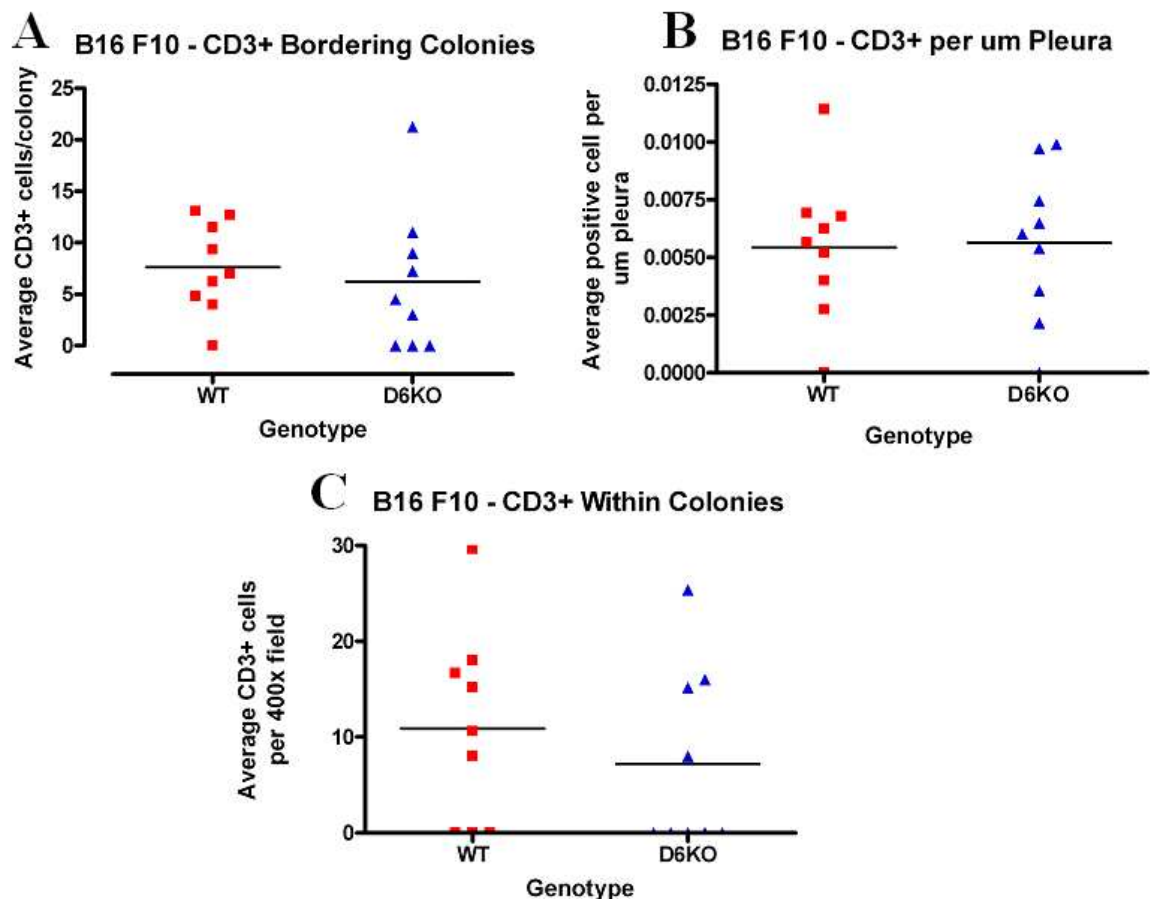 A
B16 F10 - CD3+ Bordering Colonies
Average CD3+ cells/colony
25
20
15
10
5
0
WT
D6KO
Genotype
B
B16 F10 - CD3+ per um Pleura
Average positive cell per
um pleura
0.0125
0.0100
0.0075
0.0050
0.0025
0.0000
WT
D6KO
Genotype
C
B16 F10 - CD3+ Within Colonies
Average CD3+ cells
per 400x field
30
20
10
0
WT
D6KO
Genotype